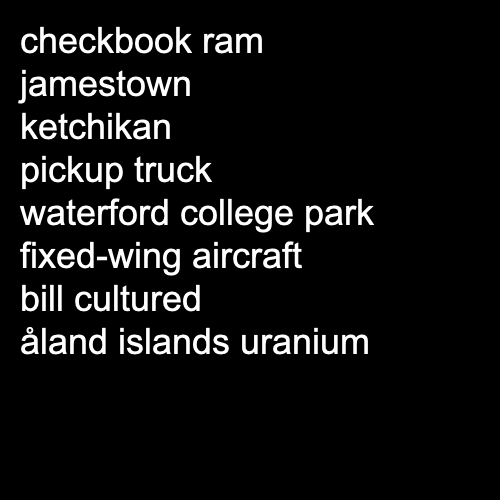 checkbook ram
jamestown
ketchikan
pickup truck
waterford college park
fixed-wing aircraft
bill cultured
åland islands uranium